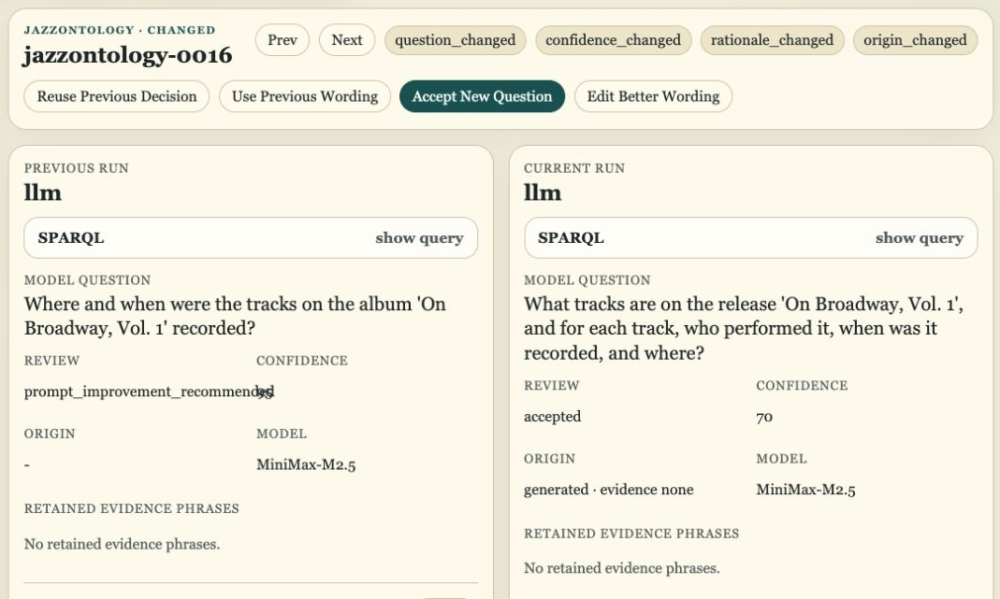 JAZZONTOLOGY · CHANGED
jazzontology-0016
Prev Next question_changed confidence_changed rationale_changed origin_changed
Reuse Previous Decision Use Previous Wording Accept New Question Edit Better Wording
PREVIOUS RUN
llm
SPARQL show query
MODEL QUESTION
Where and when were the tracks on the album 'On
Broadway, Vol. 1' recorded?
REVIEW CONFIDENCE
prompt_improvement_recommended 95
ORIGIN MODEL
- MiniMax-M2.5
RETAINED EVIDENCE PHRASES
No retained evidence phrases.
CURRENT RUN
llm
SPARQL show query
MODEL QUESTION
What tracks are on the release 'On Broadway, Vol. 1',
and for each track, who performed it, when was it
recorded, and where?
REVIEW CONFIDENCE
accepted 70
ORIGIN MODEL
generated · evidence none MiniMax-M2.5
RETAINED EVIDENCE PHRASES
No retained evidence phrases.